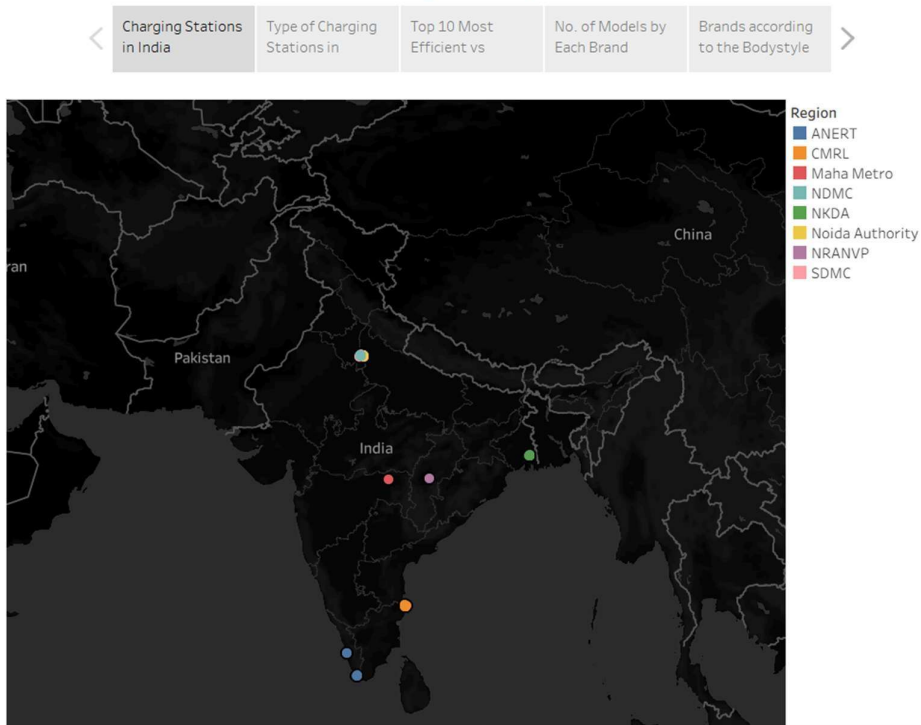 Charging Stations
in India
Type of Charging
Stations in
Top 10 Most
Efficient vs
No. of Models by
Each Brand
Brands according
to the Bodystyle
Region
ANERT
CMRL
Maha Metro
NDMC
NKDA
Noida Authority
NRANVP
SDMC
China
ran
Pakistan
India